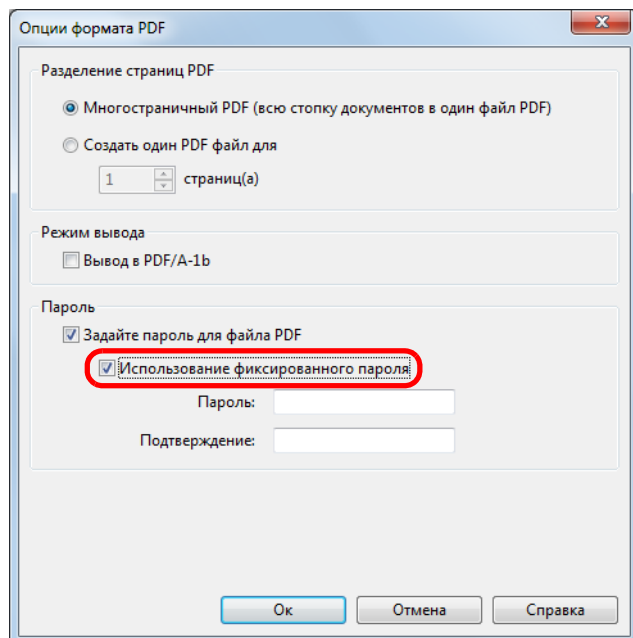 Опции формата PDF
Разделение страниц PDF
Многостраничный PDF (всю стопку документов в один файл PDF)
Создать один PDF файл для
1 страниц(а)
Режим вывода
Вывод в PDF/A-1b
Пароль
Задайте пароль для файла PDF
Использование фиксированного пароля
Пароль:
Подтверждение:
Ок Отмена Справка